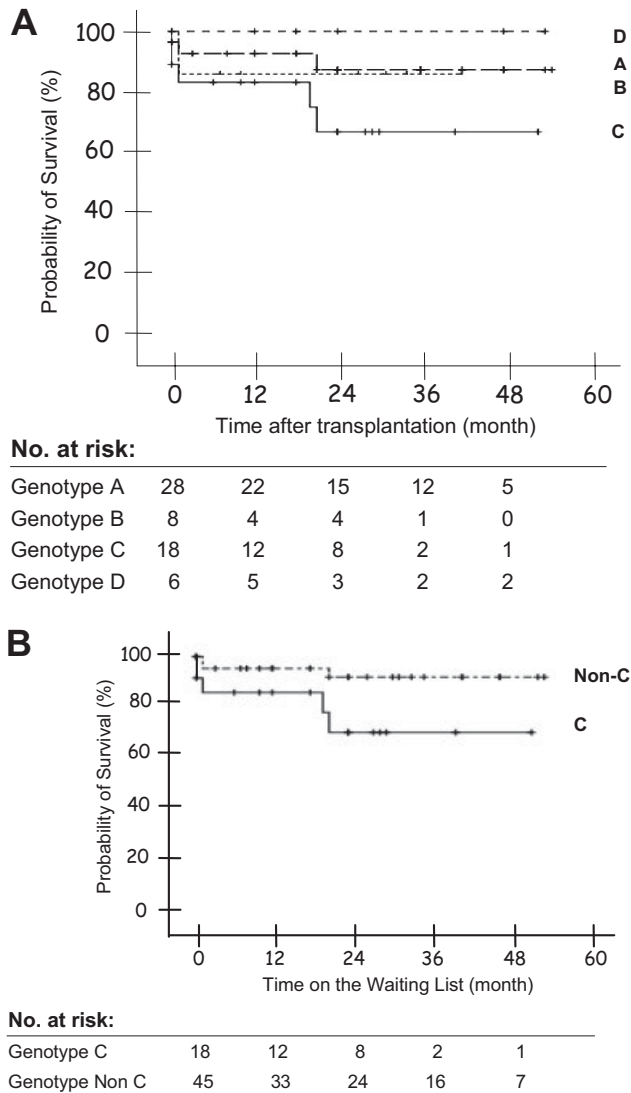 A
100
80
60
40
20
0
Probability of Survival (%)
D
A
B
C
0 12 24 36 48 60
Time after transplantation (month)
No. at risk:
Genotype A 28 22 15 12 5
Genotype B 8 4 4 1 0
Genotype C 18 12 8 2 1
Genotype D 6 5 3 2 2
B
100
80
60
40
20
0
Probability of Survival (%)
Non-C
C
0 12 24 36 48 60
Time on the Waiting List (month)
No. at risk:
Genotype C 18 12 8 2 1
Genotype Non C 45 33 24 16 7